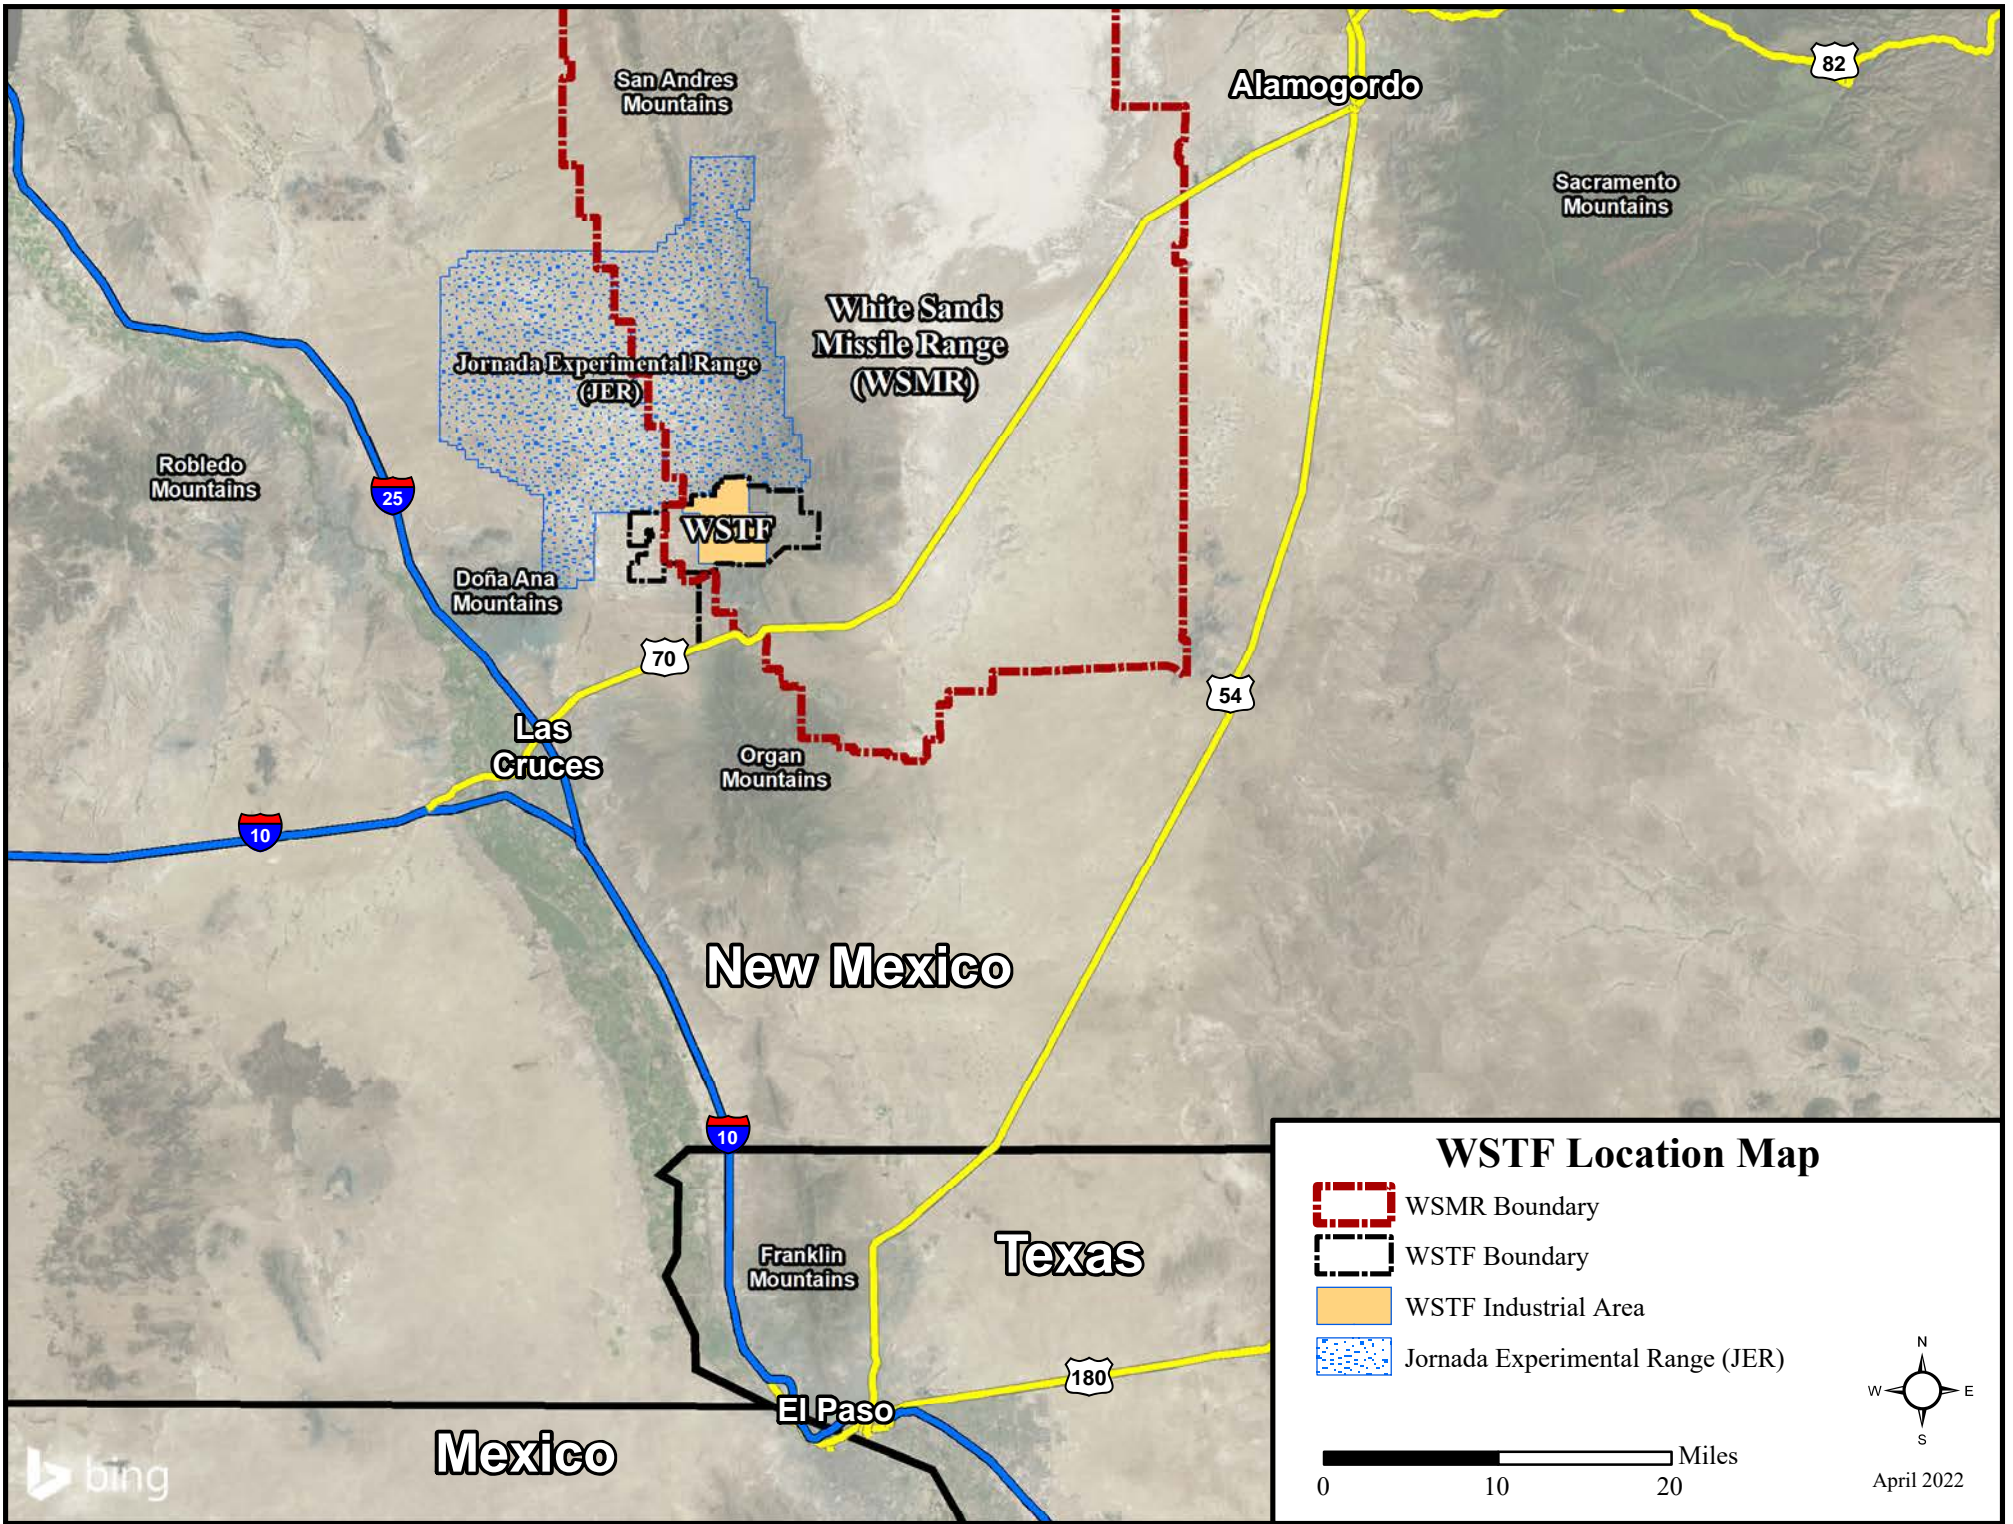 San Andres
Mountains
Alamogordo
82
Sacramento
Mountains
White Sands
Missile Range
(WSMR)
Jornada Experimental Range
(JER)
Robledo
Mountains
25
WSTF
Doña Ana
Mountains
70
54
Las
Cruces
Organ
Mountains
10
New Mexico
10
Texas
Franklin
Mountains
180
El Paso
Mexico
bing
WSTF Location Map
WSMR Boundary
WSTF Boundary
WSTF Industrial Area
Jornada Experimental Range (JER)
N
W E
S
Miles
0 10 20
April 2022